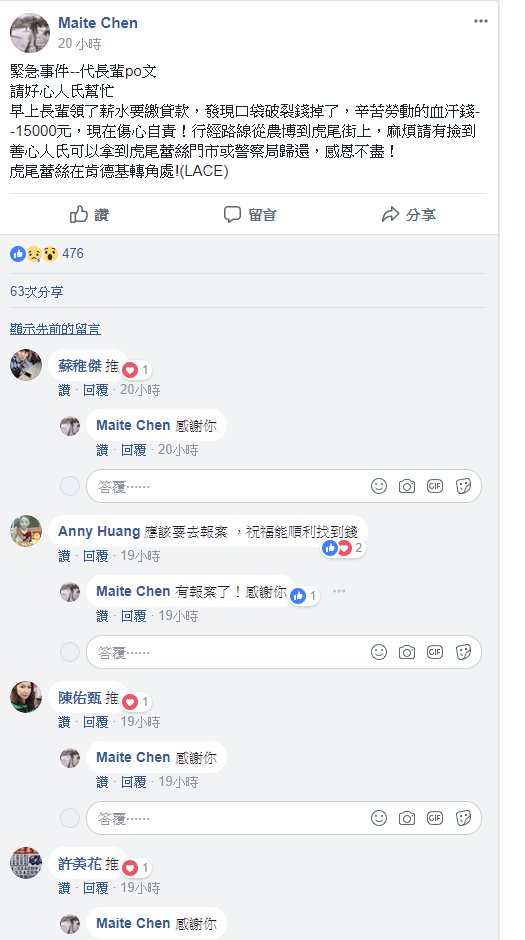 Maite Chen
20 小時
緊急事件--代長輩po文
請好心人氏幫忙
早上長輩領了薪水要繳貸款，發現口袋破裂錢掉了，辛苦勞動的血汗錢-
-15000元，現在傷心自責！行經路線從農博到虎尾街上，麻煩請有撿到
善心人氏可以拿到虎尾蕾絲門市或警察局歸還，感恩不盡！
虎尾蕾絲在肯德基轉角處!(LACE)
讚 留言 分享
476
63次分享
顯示先前的留言
蘇稚傑 推 1
讚 · 回覆 · 20小時
Maite Chen 感謝你
讚 · 回覆 · 20小時
答覆⋯⋯ GIF
Anny Huang 應該要去報案 ，祝福能順利找到錢
2
讚 · 回覆 · 19小時
Maite Chen 有報案了！感謝你 1
讚 · 回覆 · 19小時
答覆⋯⋯ GIF
陳佑甄 推 1
讚 · 回覆 · 19小時
Maite Chen 感謝你
讚 · 回覆 · 19小時
答覆⋯⋯ GIF
許美花 推 1
讚 · 回覆 · 19小時
Maite Chen 感謝你